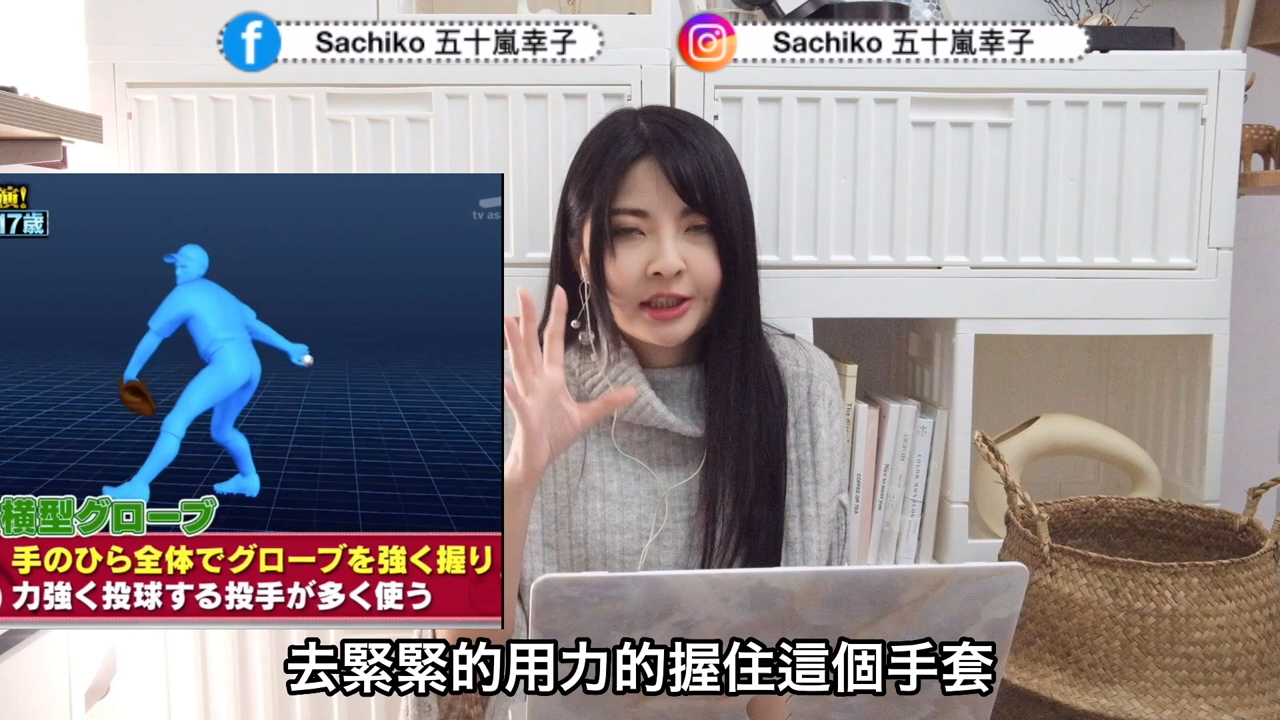 Sachiko 五十嵐幸子
Sachiko 五十嵐幸子
演!
17歳
tv as
横型グローブ
手のひら全体でグローブを強く握り
力強く投球する投手が多く使う
去緊緊的用力的握住這個手套